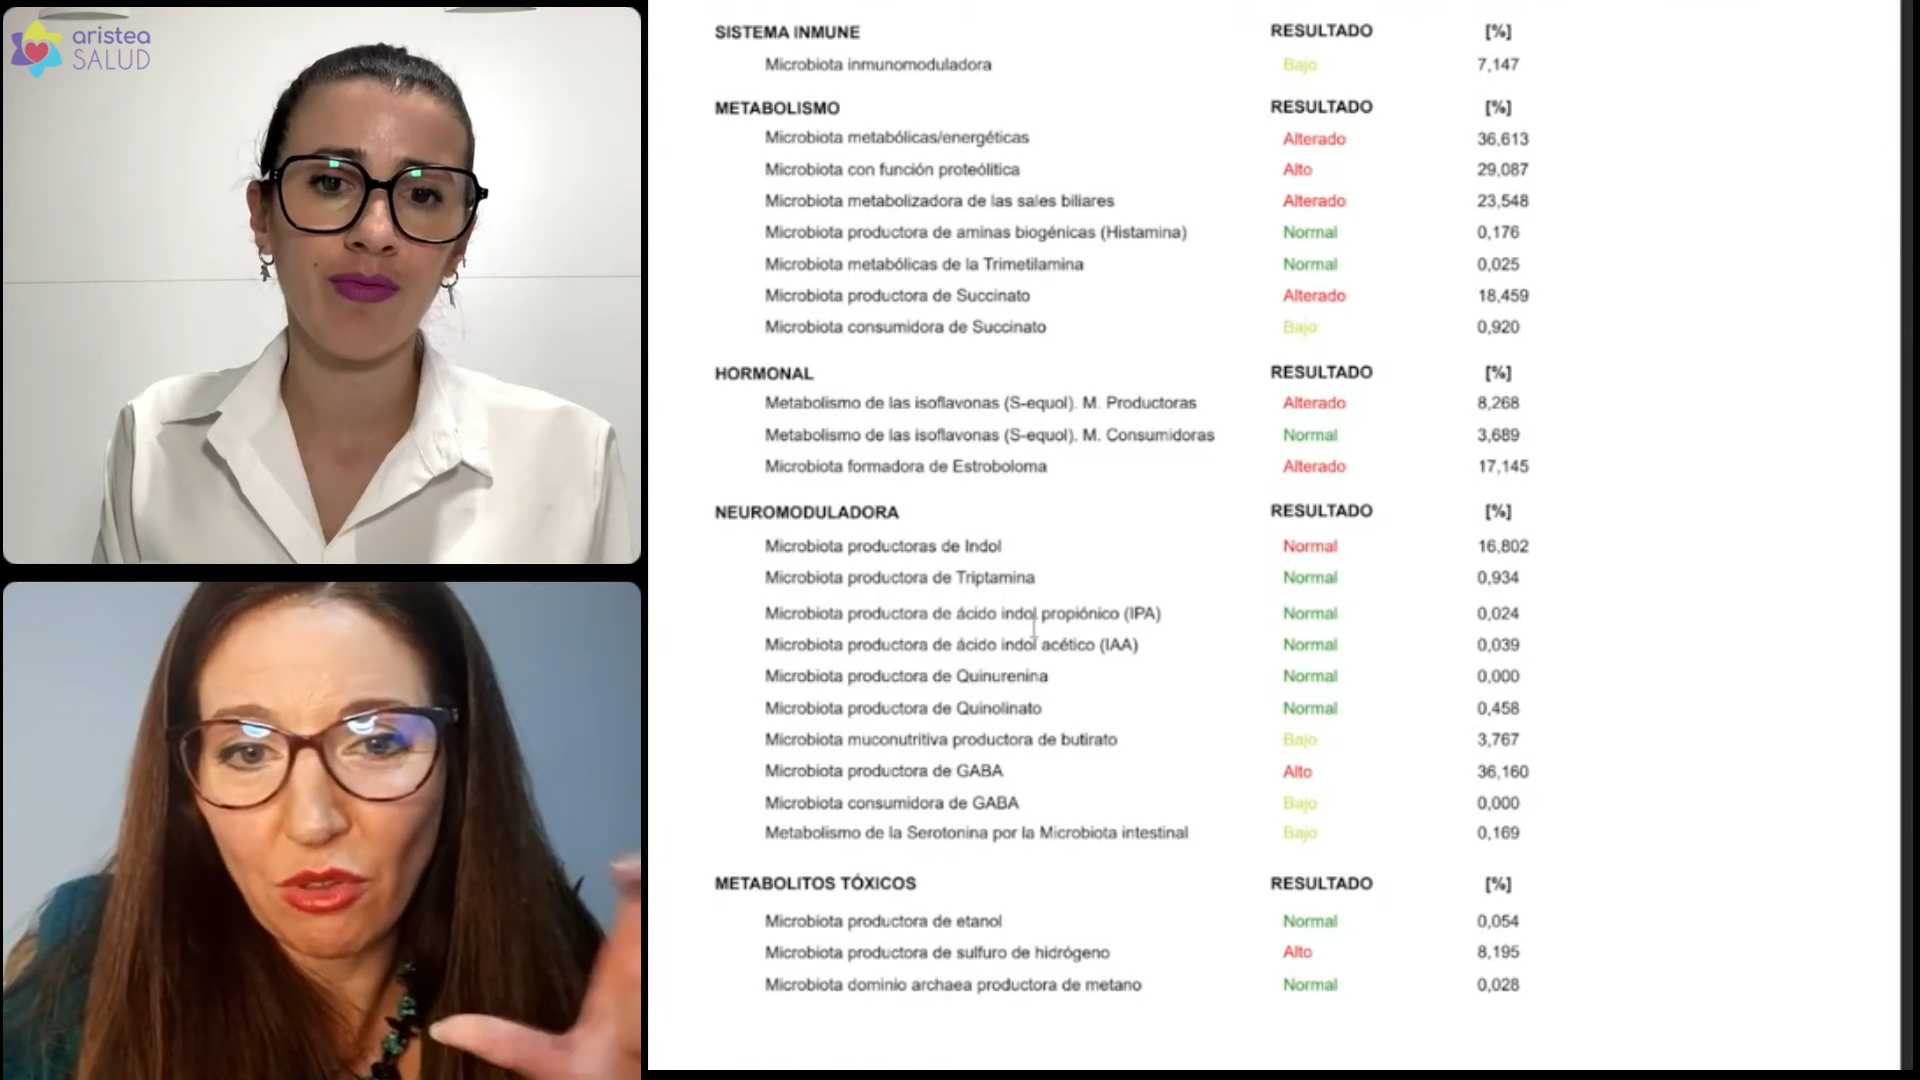 aristea
SALUD
SISTEMA INMUNE RESULTADO [%]
Microbiota inmunomoduladora Bajo 7,147
METABOLISMO RESULTADO [%]
Microbiota metabólicas/energéticas Alterado 36,613
Microbiota con función proteólitica Alto 29,087
Microbiota metabolizadora de las sales biliares Alterado 23,548
Microbiota productora de aminas biogénicas (Histamina) Normal 0,176
Microbiota metabólicas de la Trimetilamina Normal 0,025
Microbiota productora de Succinato Alterado 18,459
Microbiota consumidora de Succinato Bajo 0,920
HORMONAL RESULTADO [%]
Metabolismo de las isoflavonas (S-equol). M. Productoras Alterado 8,268
Metabolismo de las isoflavonas (S-equol). M. Consumidoras Normal 3,689
Microbiota formadora de Estroboloma Alterado 17,145
NEUROMODULADORA RESULTADO [%]
Microbiota productoras de Indol Normal 16,802
Microbiota productora de Triptamina Normal 0,934
Microbiota productora de ácido indol propiónico (IPA) Normal 0,024
Microbiota productora de ácido indol acético (IAA) Normal 0,039
Microbiota productora de Quinurenina Normal 0,000
Microbiota productora de Quinolinato Normal 0,458
Microbiota muconutritiva productora de butirato Bajo 3,767
Microbiota productora de GABA Alto 36,160
Microbiota consumidora de GABA Bajo 0,000
Metabolismo de la Serotonina por la Microbiota intestinal Bajo 0,169
METABOLITOS TÓXICOS RESULTADO [%]
Microbiota productora de etanol Normal 0,054
Microbiota productora de sulfuro de hidrógeno Alto 8,195
Microbiota dominio archaea productora de metano Normal 0,028